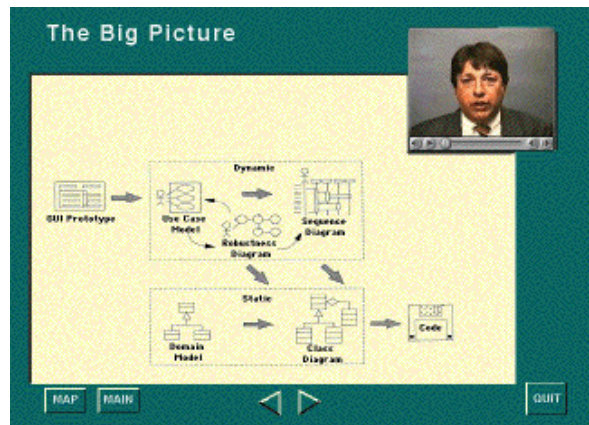 The Big Picture
Dynamic
GUI Prototype
Use Case
Model
Sequence
Diagram
Robustness
Diagram
Static
Domain
Model
Class
Diagram
Code
MAP
MAIN
QUIT